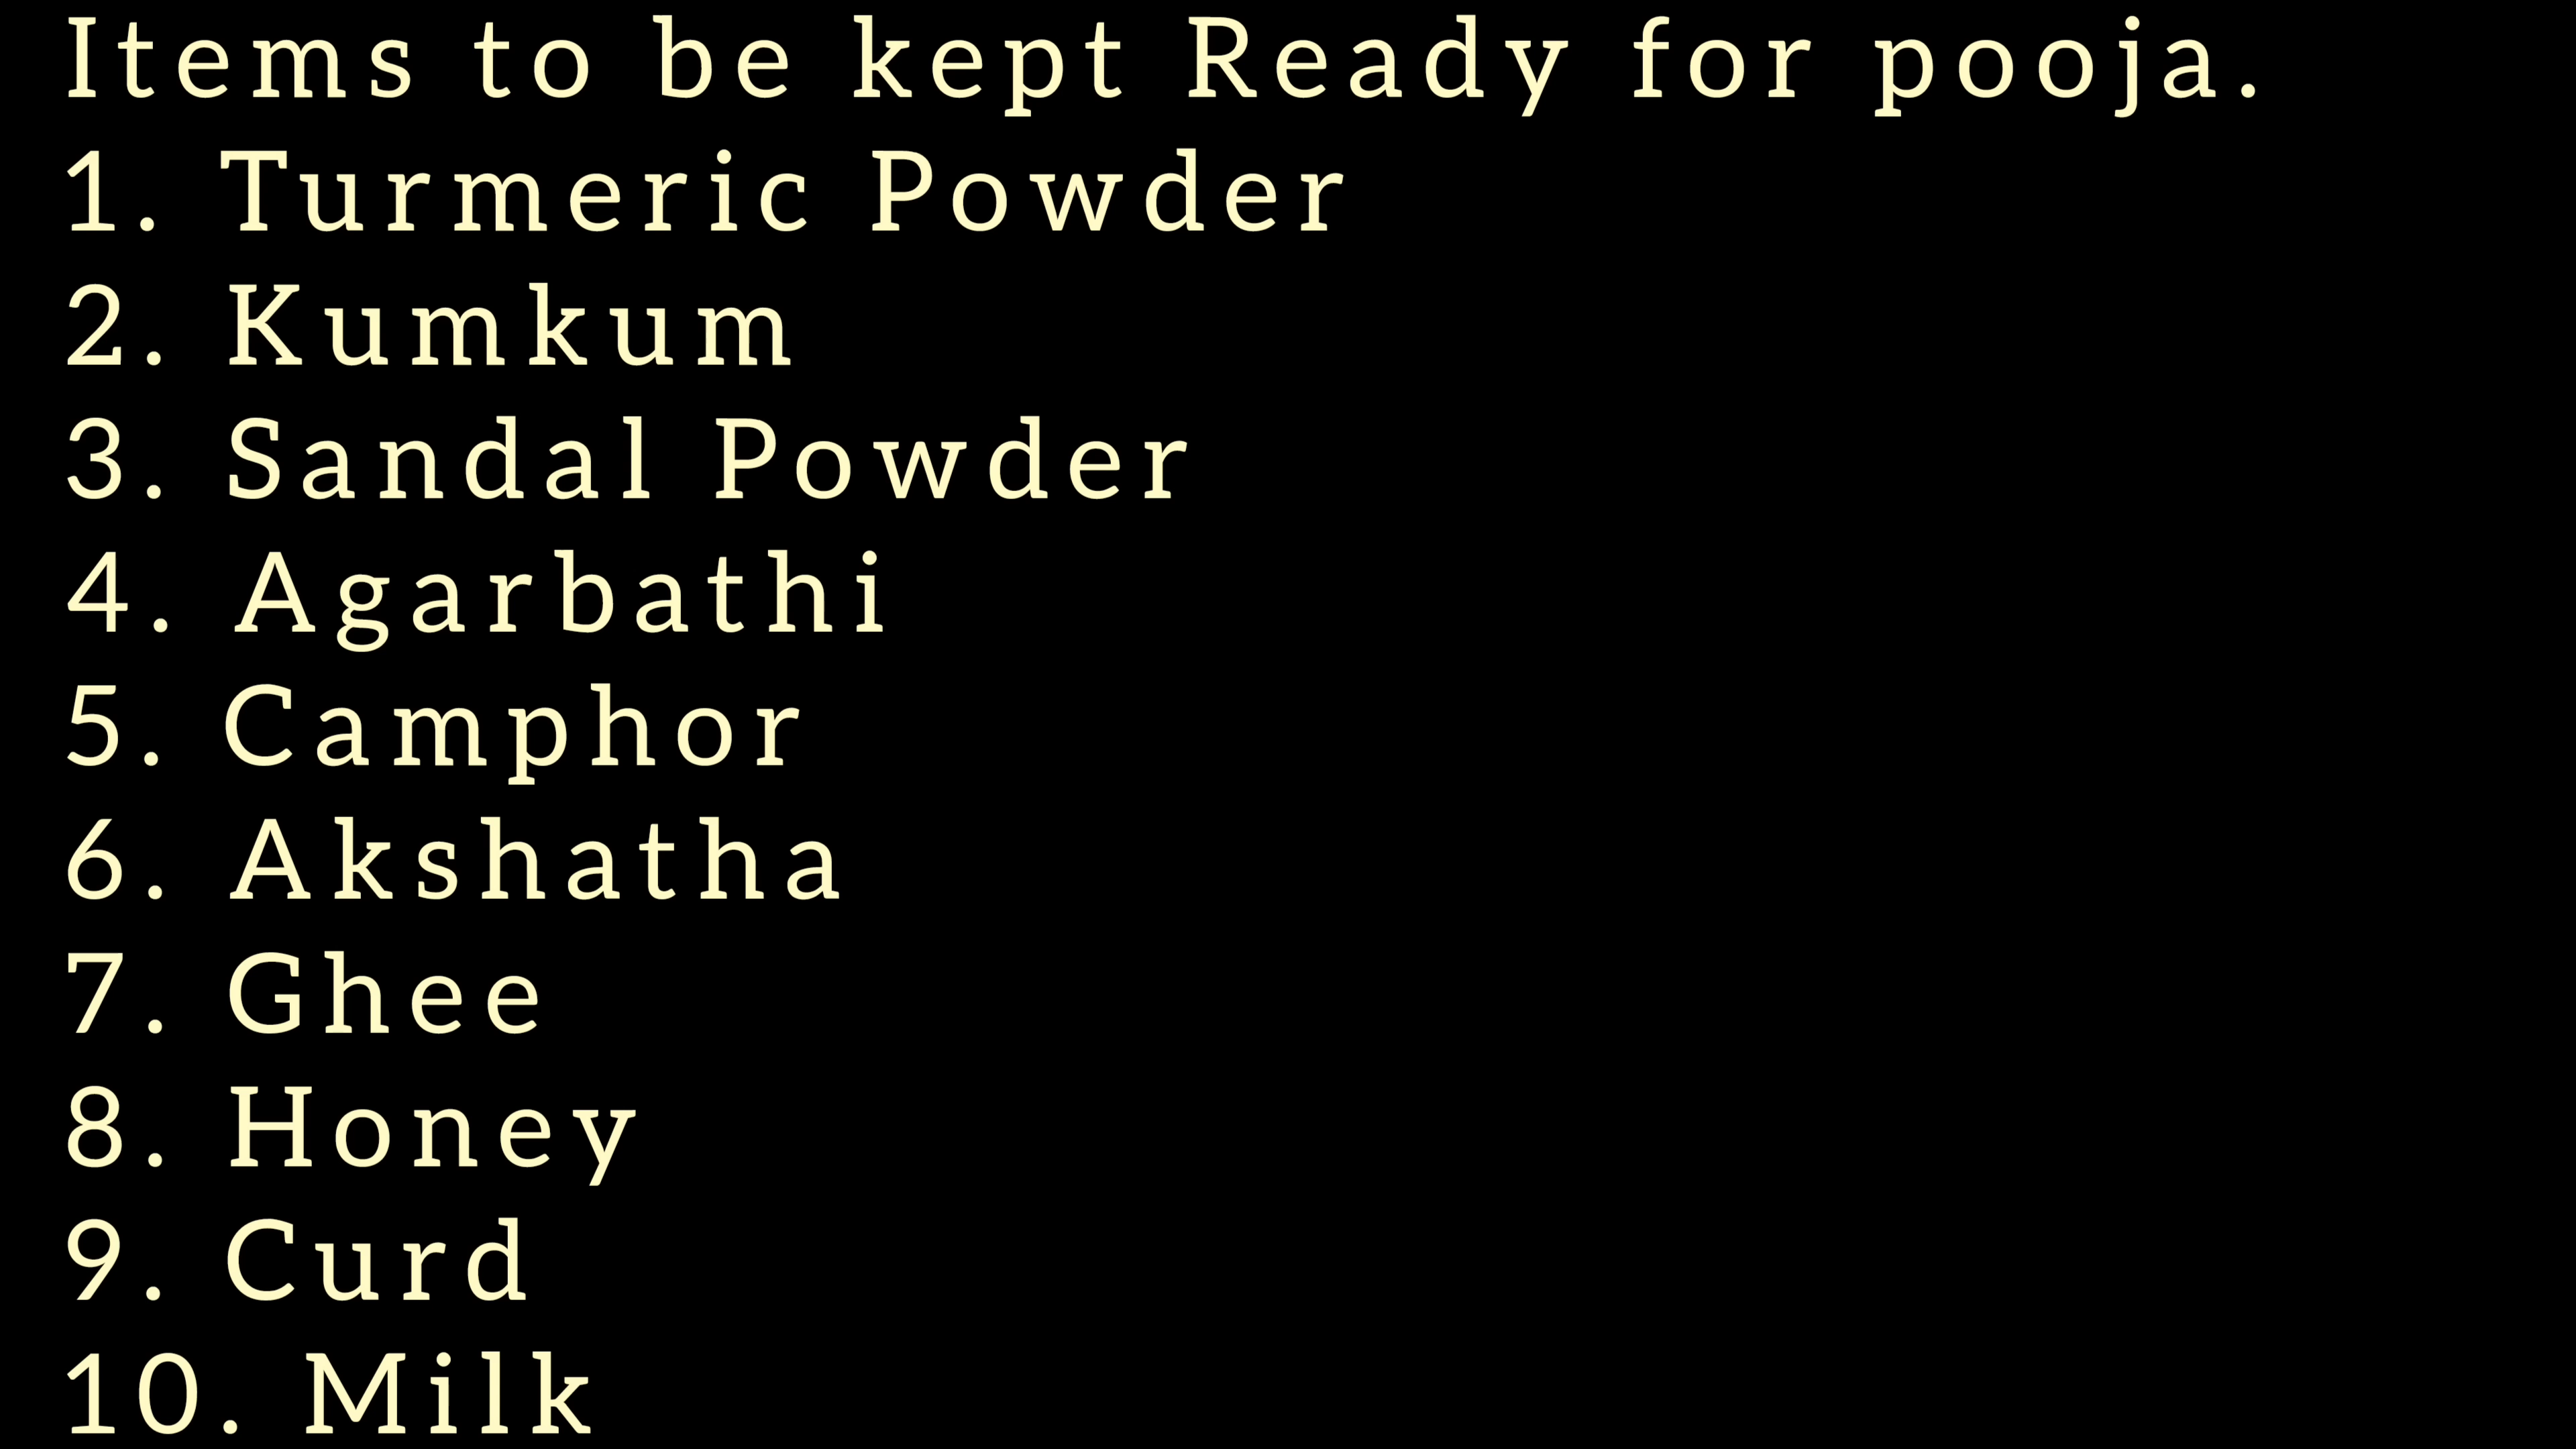 Items to be kept Ready for pooja.
1. Turmeric Powder
2. Kumkum
3. Sandal Powder
4. Agarbathi
5. Camphor
6. Akshatha
7. Ghee
8. Honey
9. Curd
10. Milk